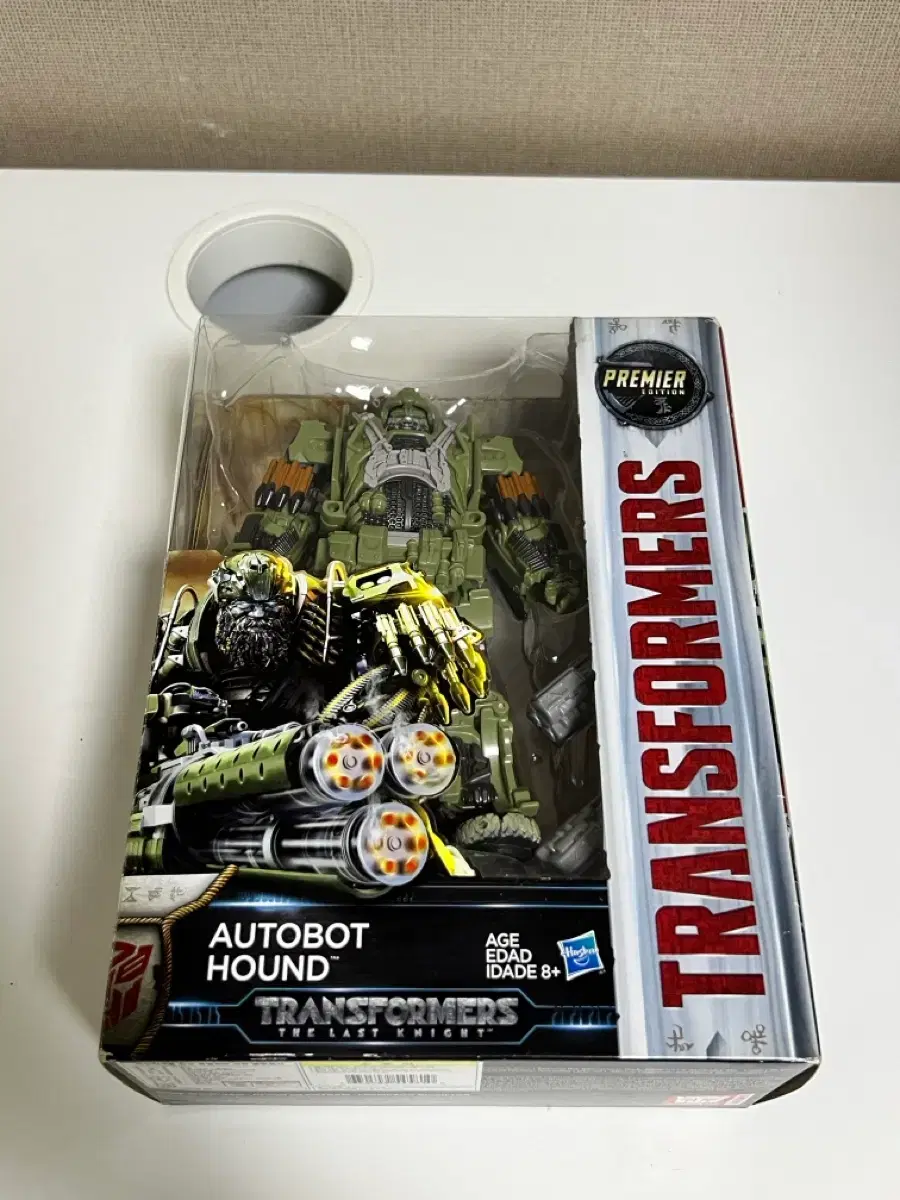 PREMIER
EDITION
TRANSFORMERS
AUTOBOT
HOUND™
AGE
EDAD
IDADE 8+
Hasbro
TRANSFORMERS
THE LAST KNIGHT™